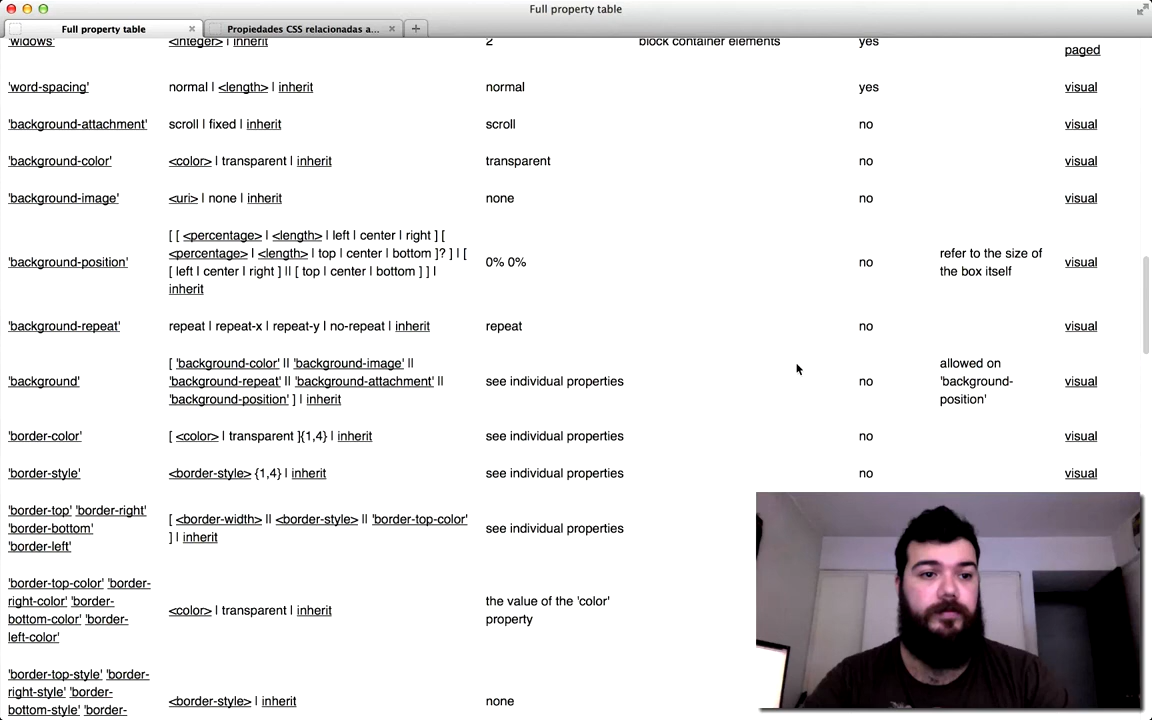 Full property table
Full property table
Propiedades CSS relacionadas a...
'widows' <integer> | inherit 2 block container elements yes
paged
'word-spacing' normal | <length> | inherit normal yes visual
'background-attachment' scroll | fixed | inherit scroll no visual
'background-color' <color> | transparent | inherit transparent no visual
'background-image' <uri> | none | inherit none no visual
[ [ <percentage> | <length> | left | center | right ] [
<percentage> | <length> | top | center | bottom ]? ] | [ refer to the size of
'background-position' 0% 0% no visual
[ left | center | right ] || [ top | center | bottom ] ] | the box itself
inherit
'background-repeat' repeat | repeat-x | repeat-y | no-repeat | inherit repeat no visual
[ 'background-color' || 'background-image' || allowed on
'background' 'background-repeat' || 'background-attachment' || see individual properties no 'background- visual
'background-position' ] | inherit position'
'border-color' [ <color> | transparent ]{1,4} | inherit see individual properties no visual
'border-style' <border-style> {1,4} | inherit see individual properties no visual
'border-top' 'border-right'
'border-bottom'
'border-left'
[ <border-width> || <border-style> || 'border-top-color'
] | inherit
see individual properties
'border-top-color' 'border-
right-color' 'border-
bottom-color' 'border-
left-color'
<color> | transparent | inherit
the value of the 'color'
property
'border-top-style' 'border-
right-style' 'border-
bottom-style' 'border-
<border-style> | inherit none